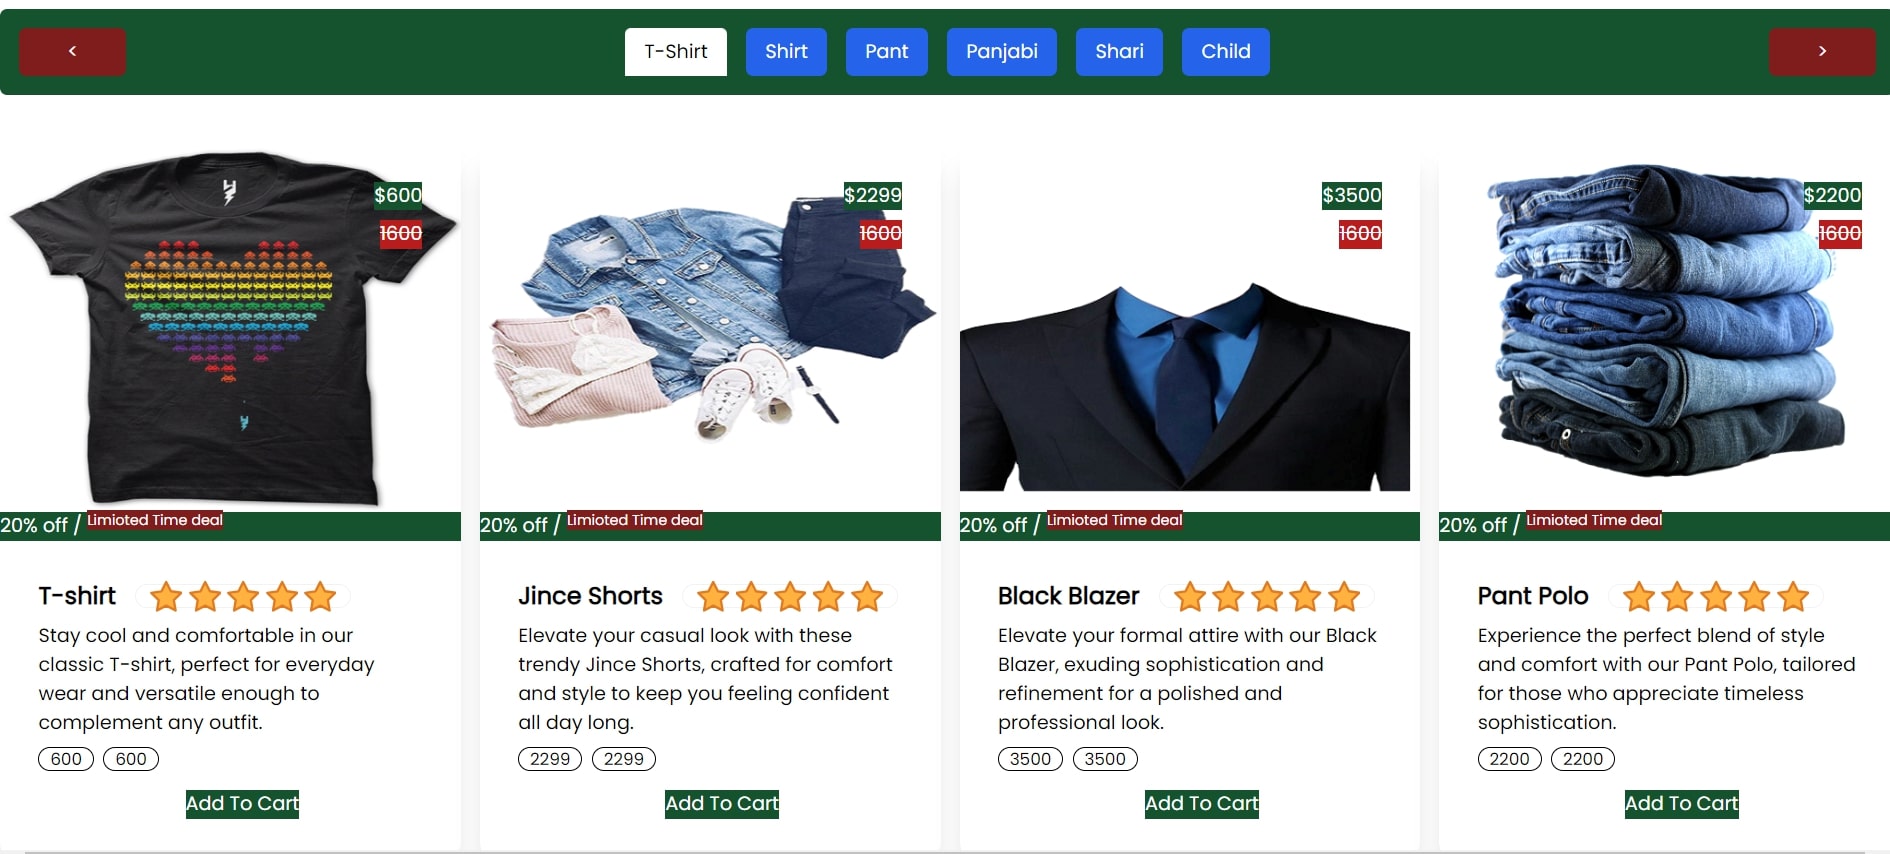 <
T-Shirt
Shirt
Pant
Panjabi
Shari
Child
>
$600
1600
20% off / Limioted Time deal
T-shirt
Stay cool and comfortable in our
classic T-shirt, perfect for everyday
wear and versatile enough to
complement any outfit.
600 600
Add To Cart
$2299
1600
20% off / Limioted Time deal
Jince Shorts
Elevate your casual look with these
trendy Jince Shorts, crafted for comfort
and style to keep you feeling confident
all day long.
2299 2299
Add To Cart
$3500
1600
20% off / Limioted Time deal
Black Blazer
Elevate your formal attire with our Black
Blazer, exuding sophistication and
refinement for a polished and
professional look.
3500 3500
Add To Cart
$2200
1600
20% off / Limioted Time deal
Pant Polo
Experience the perfect blend of style
and comfort with our Pant Polo, tailored
for those who appreciate timeless
sophistication.
2200 2200
Add To Cart